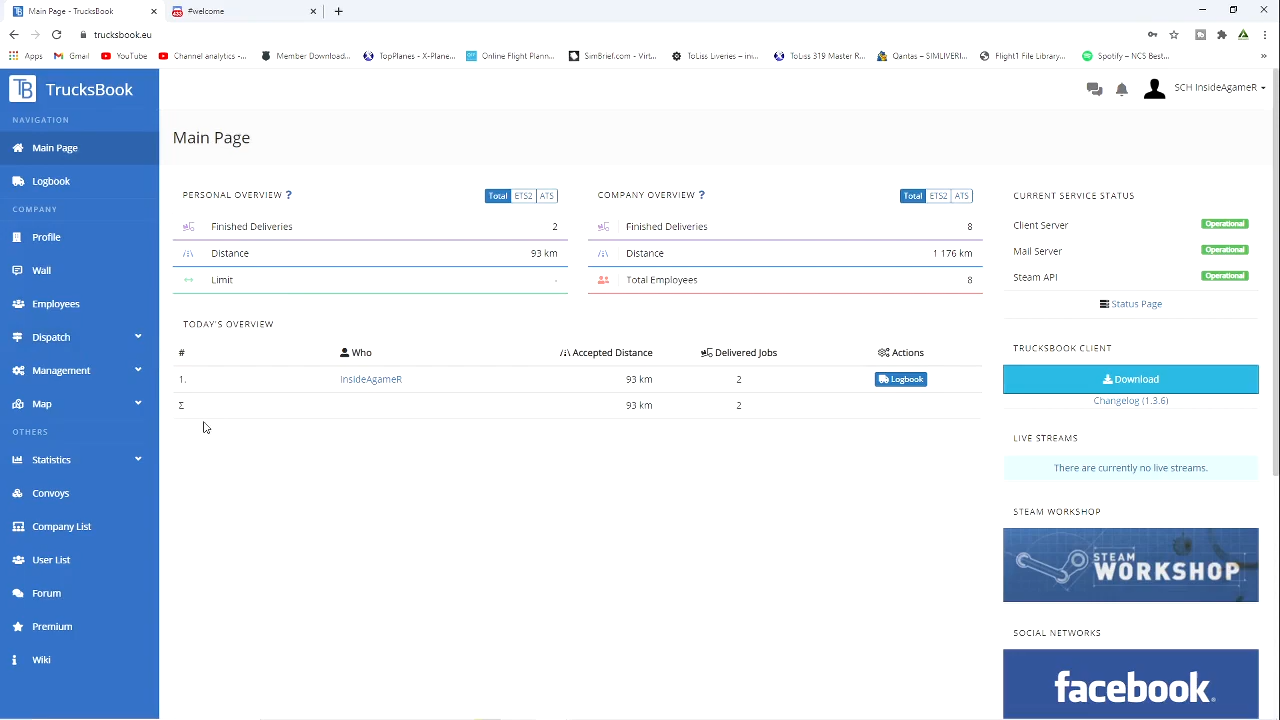 Main Page - TrucksBook
#welcome
trucksbook.eu
Apps
Gmail
YouTube
Channel analytics -...
Member Download...
TopPlanes - X-Plane...
Online Flight Plann...
SimBrief.com - Virt...
ToLiss Liveries – ini...
ToLiss 319 Master R...
Qantas – SIMLIVERI...
Flight1 File Library...
Spotify – NCS Best...
TB TrucksBook
SCH InsideAgameR
NAVIGATION
Main Page
Logbook
COMPANY
Profile
Wall
Employees
Dispatch
Management
Map
OTHERS
Statistics
Convoys
Company List
User List
Forum
Premium
Wiki
Main Page
PERSONAL OVERVIEW ?
Total ETS2 ATS
Finished Deliveries 2
Distance 93 km
Limit -
COMPANY OVERVIEW ?
Total ETS2 ATS
Finished Deliveries 8
Distance 1 176 km
Total Employees 8
TODAY'S OVERVIEW
# Who Accepted Distance Delivered Jobs Actions
1. InsideAgameR 93 km 2 Logbook
Σ 93 km 2
CURRENT SERVICE STATUS
Client Server Operational
Mail Server Operational
Steam API Operational
Status Page
TRUCKSBOOK CLIENT
Download
Changelog (1.3.6)
LIVE STREAMS
There are currently no live streams.
STEAM WORKSHOP
STEAM
WORKSHOP
SOCIAL NETWORKS
facebook